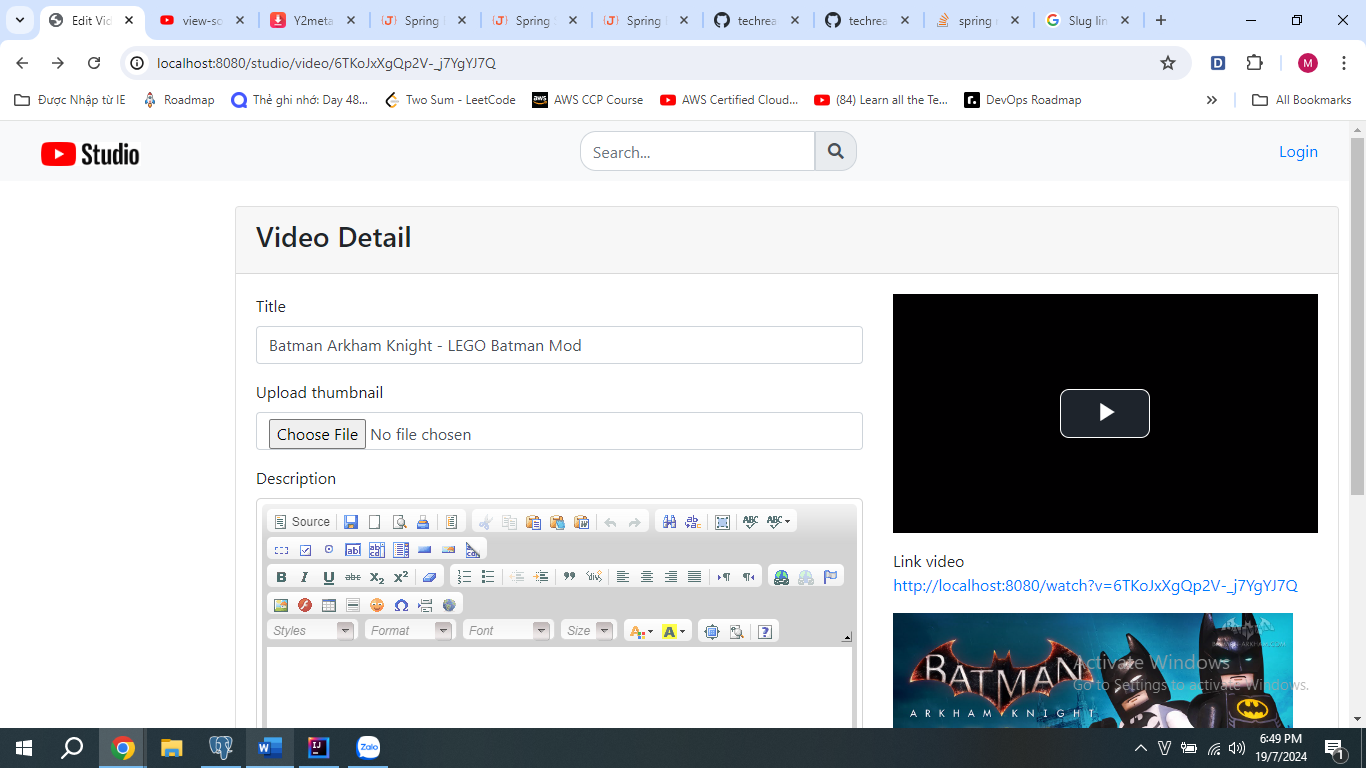 Edit Vid
view-so
Y2meta
Spring
Spring
Spring
techrea
techrea
spring
Slug lin
localhost:8080/studio/video/6TKoJxXgQp2V-_j7YgYJ7Q
M
Được Nhập từ IE
Roadmap
Thẻ ghi nhớ: Day 48...
Two Sum - LeetCode
AWS CCP Course
AWS Certified Cloud...
(84) Learn all the Te...
DevOps Roadmap
All Bookmarks
Studio
Search...
Login
Video Detail
Title
Batman Arkham Knight - LEGO Batman Mod
Upload thumbnail
Choose File No file chosen
Description
Source
Styles
Format
Font
Size
Link video
http://localhost:8080/watch?v=6TKoJxXgQp2V-_j7YgYJ7Q
BATMAN
ARKHAM KNIGHT
Activate Windows
Go to Settings to activate Windows.
Zalo
6:49 PM
19/7/2024
1